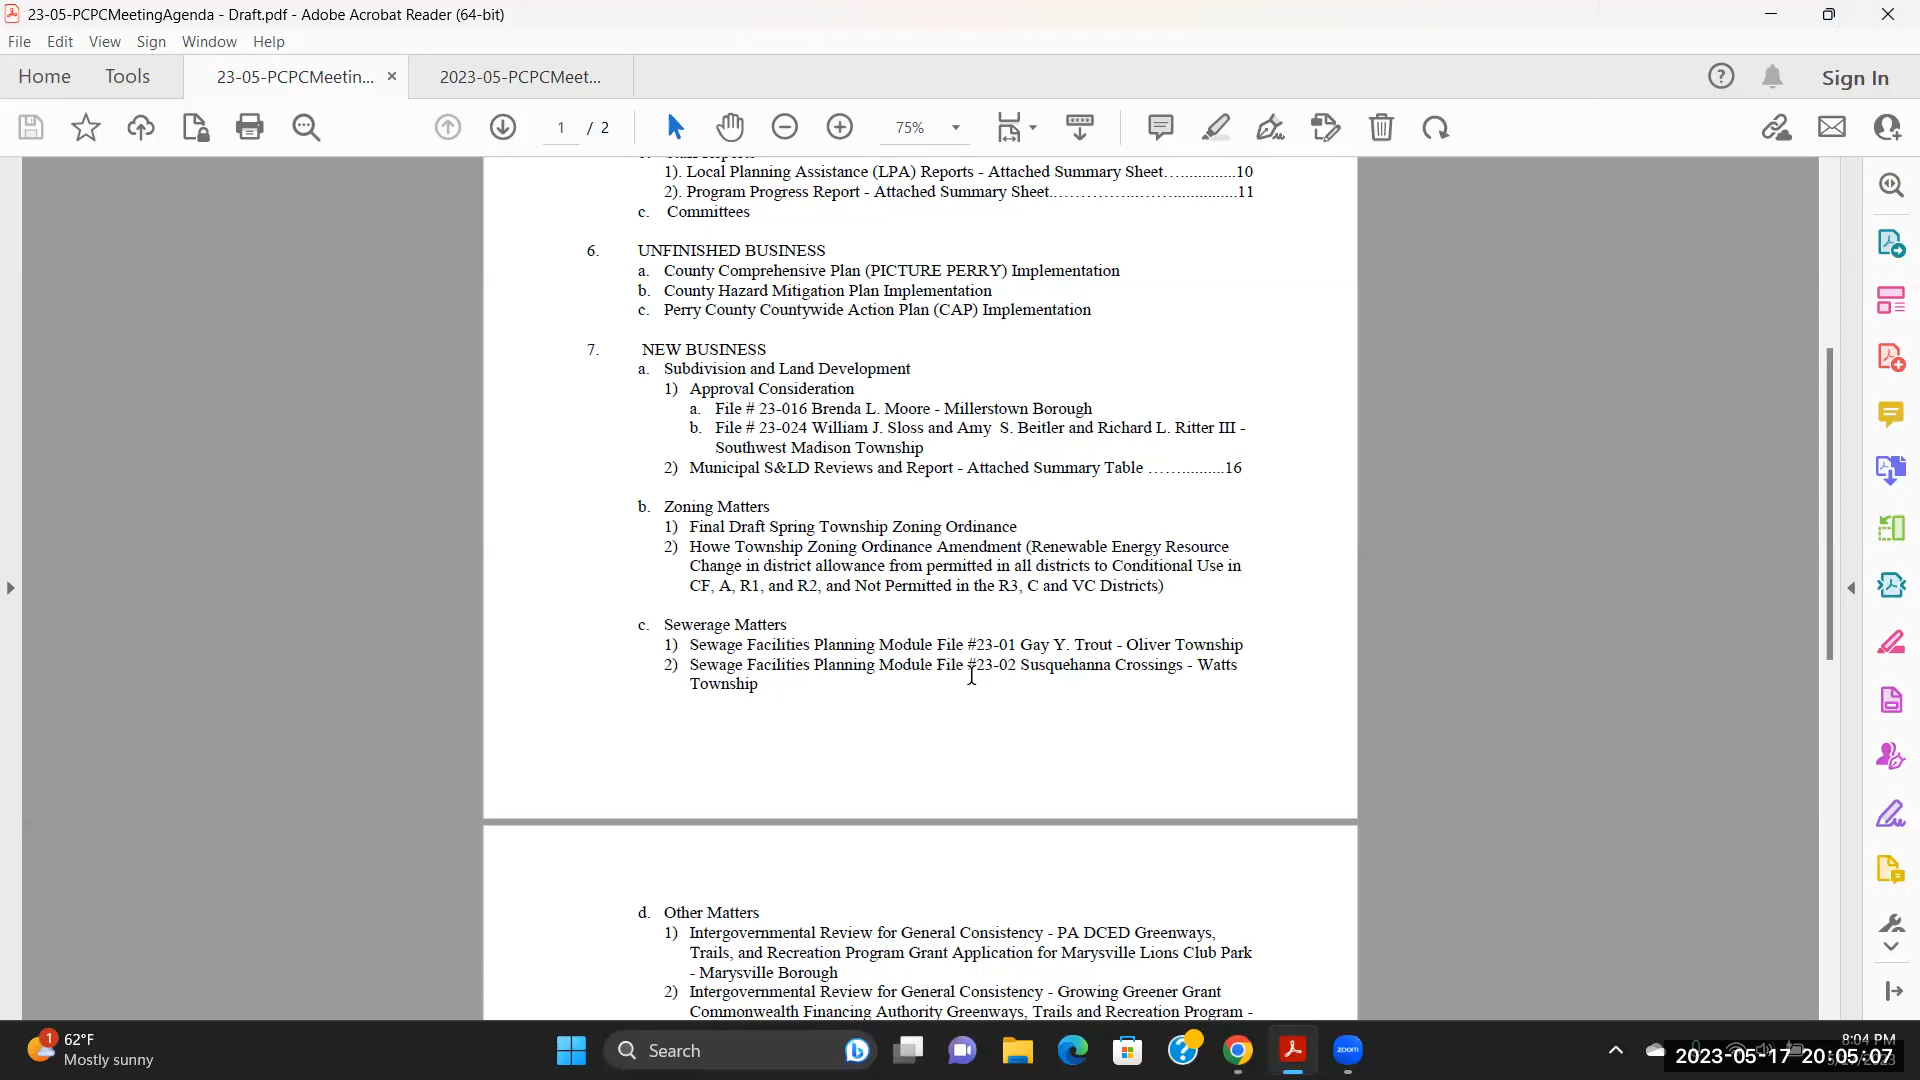 23-05-PCPCMeetingAgenda - Draft.pdf - Adobe Acrobat Reader (64-bit)
File Edit View Sign Window Help
Home Tools 23-05-PCPCMeetin... × 2023-05-PCPCMeet... Sign In
1 / 2 75%
1). Local Planning Assistance (LPA) Reports - Attached Summary Sheet..............10
2). Program Progress Report - Attached Summary Sheet..................................11
c. Committees
6. UNFINISHED BUSINESS
a. County Comprehensive Plan (PICTURE PERRY) Implementation
b. County Hazard Mitigation Plan Implementation
c. Perry County Countywide Action Plan (CAP) Implementation
7. NEW BUSINESS
a. Subdivision and Land Development
1) Approval Consideration
a. File # 23-016 Brenda L. Moore - Millerstown Borough
b. File # 23-024 William J. Sloss and Amy S. Beitler and Richard L. Ritter III -
Southwest Madison Township
2) Municipal S&LD Reviews and Report - Attached Summary Table ...............16
b. Zoning Matters
1) Final Draft Spring Township Zoning Ordinance
2) Howe Township Zoning Ordinance Amendment (Renewable Energy Resource
Change in district allowance from permitted in all districts to Conditional Use in
CF, A, R1, and R2, and Not Permitted in the R3, C and VC Districts)
c. Sewerage Matters
1) Sewage Facilities Planning Module File #23-01 Gay Y. Trout - Oliver Township
2) Sewage Facilities Planning Module File #23-02 Susquehanna Crossings - Watts
Township
d. Other Matters
1) Intergovernmental Review for General Consistency - PA DCED Greenways,
Trails, and Recreation Program Grant Application for Marysville Lions Club Park
- Marysville Borough
2) Intergovernmental Review for General Consistency - Growing Greener Grant
Commonwealth Financing Authority Greenways, Trails and Recreation Program -
1 62°F
Mostly sunny
Search
zoom
8:04 PM
2023-05-17 20:05:07